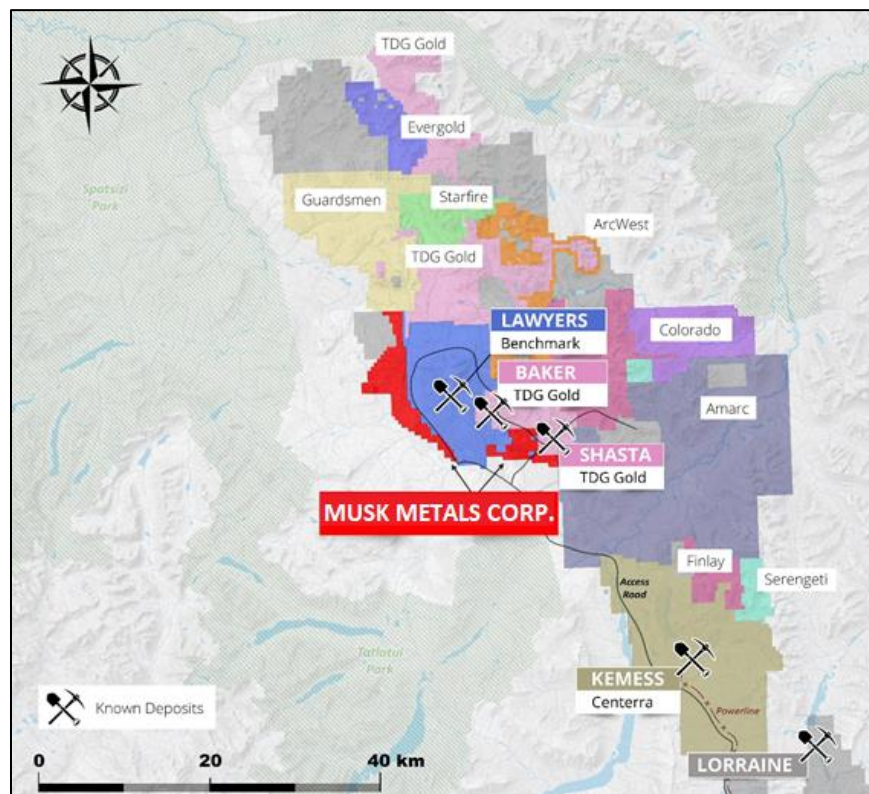 TDG Gold
Evergold
Spatsizi
Park
Guardsmen
Starfire
ArcWest
TDG Gold
LAWYERS
Benchmark
Colorado
BAKER
TDG Gold
Amarc
SHASTA
TDG Gold
MUSK METALS CORP.
Finlay
Serengeti
Access
Road
Tatlatui
Park
KEMESS
Centerra
Powerline
Known Deposits
LORRAINE
0 20 40 km